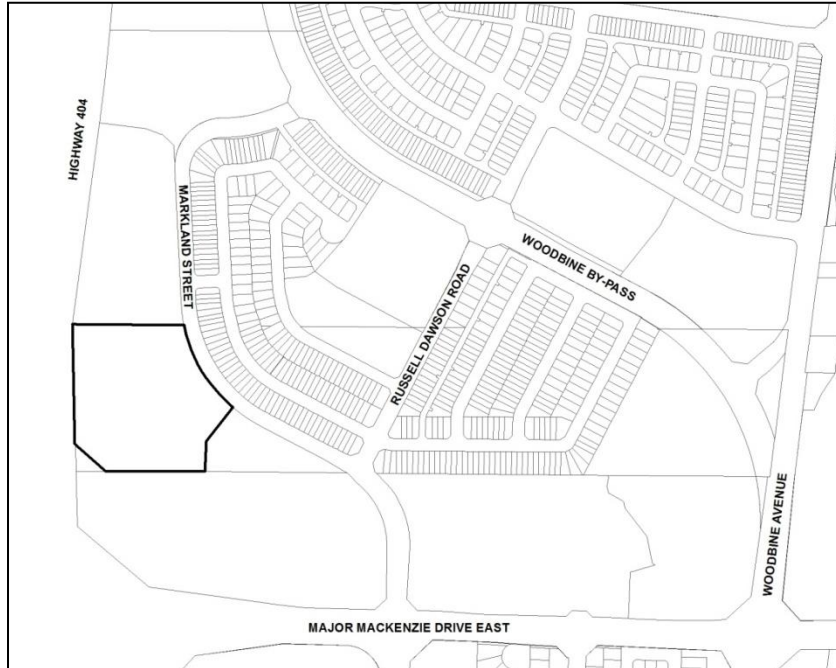 HIGHWAY 404
MARKLAND STREET
WOODBINE BY-PASS
RUSSELL DAWSON ROAD
WOODBINE AVENUE
MAJOR MACKENZIE DRIVE EAST